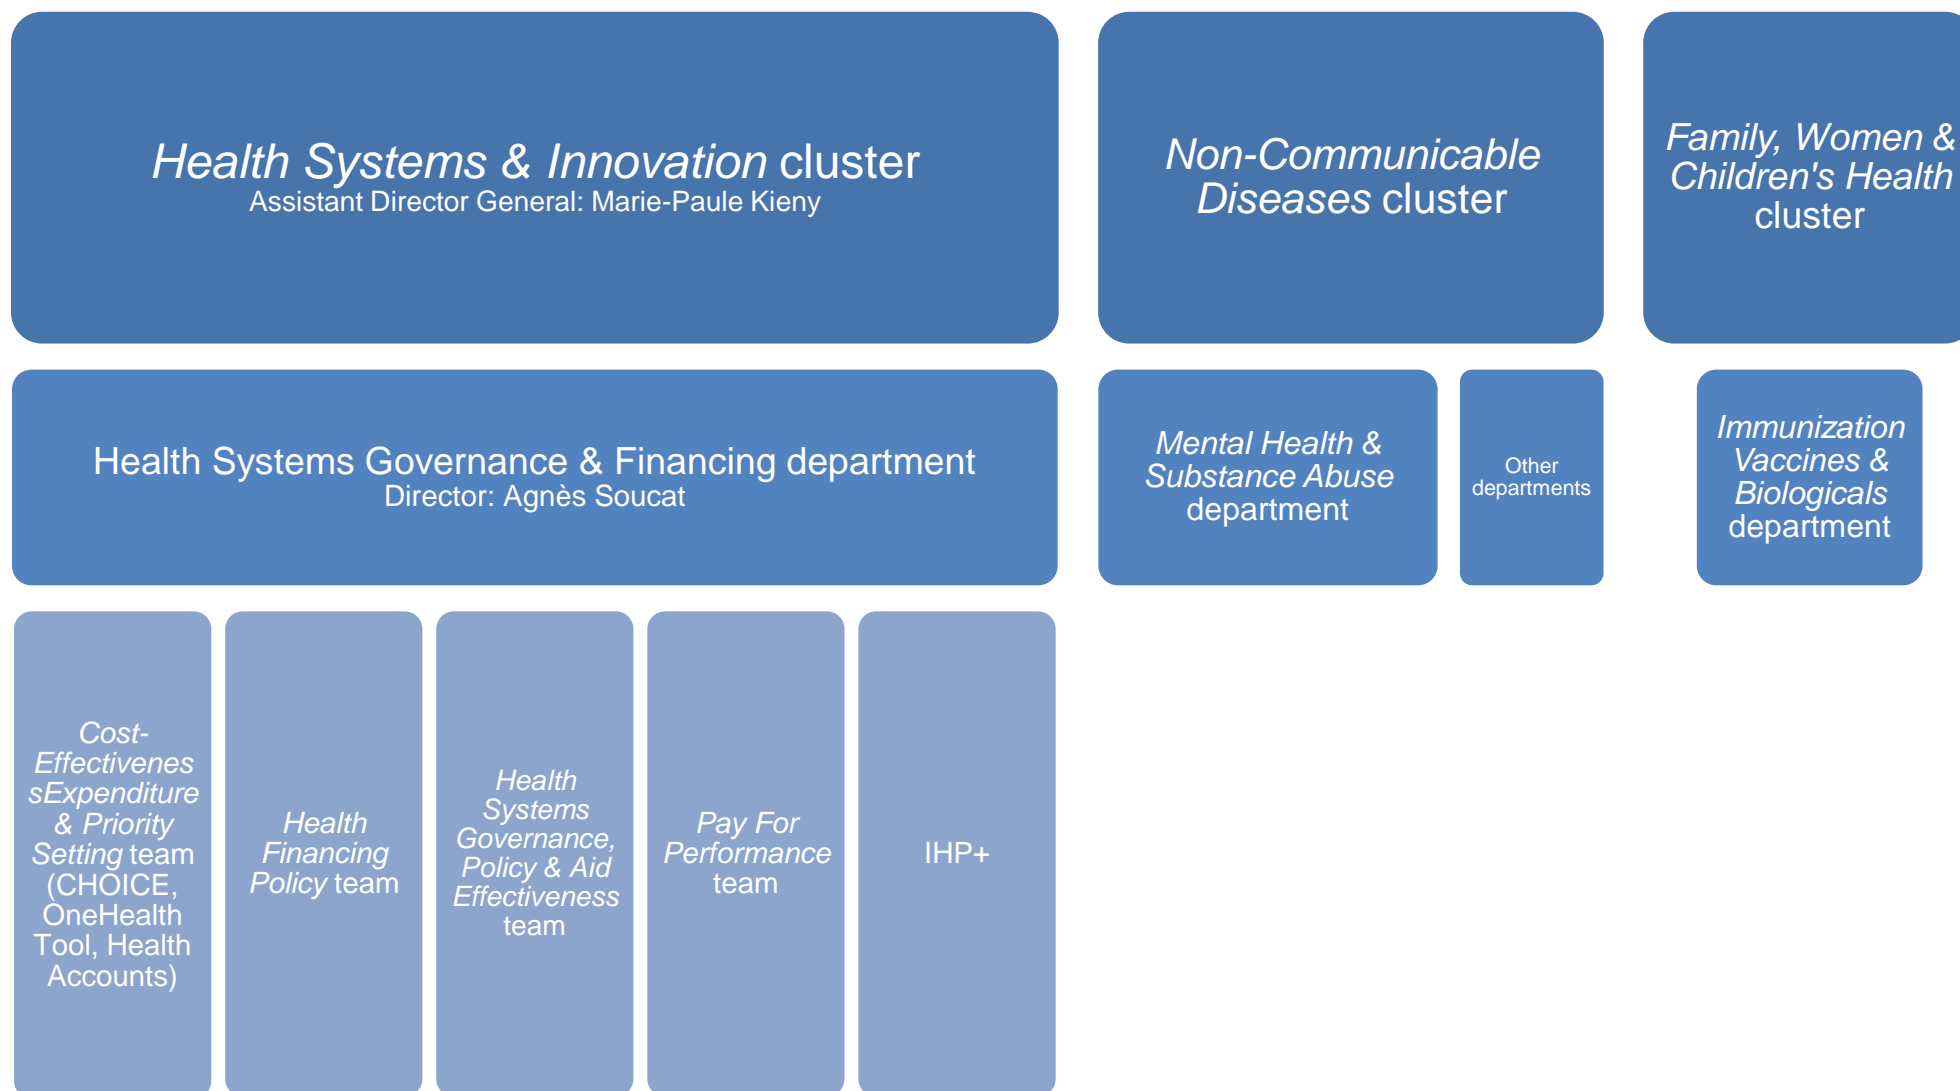 Health Systems & Innovation cluster
Assistant Director General: Marie-Paule Kieny
Non-Communicable
Diseases cluster
Family, Women &
Children's Health
cluster
Health Systems Governance & Financing department
Director: Agnès Soucat
Mental Health &
Substance Abuse
department
Other
departments
Immunization
Vaccines &
Biologicals
department
Cost-
Effectivenes
sExpenditure
& Priority
Setting team
(CHOICE,
OneHealth
Tool, Health
Accounts)
Health
Financing
Policy team
Health
Systems
Governance,
Policy & Aid
Effectiveness
team
Pay For
Performance
team
IHP+